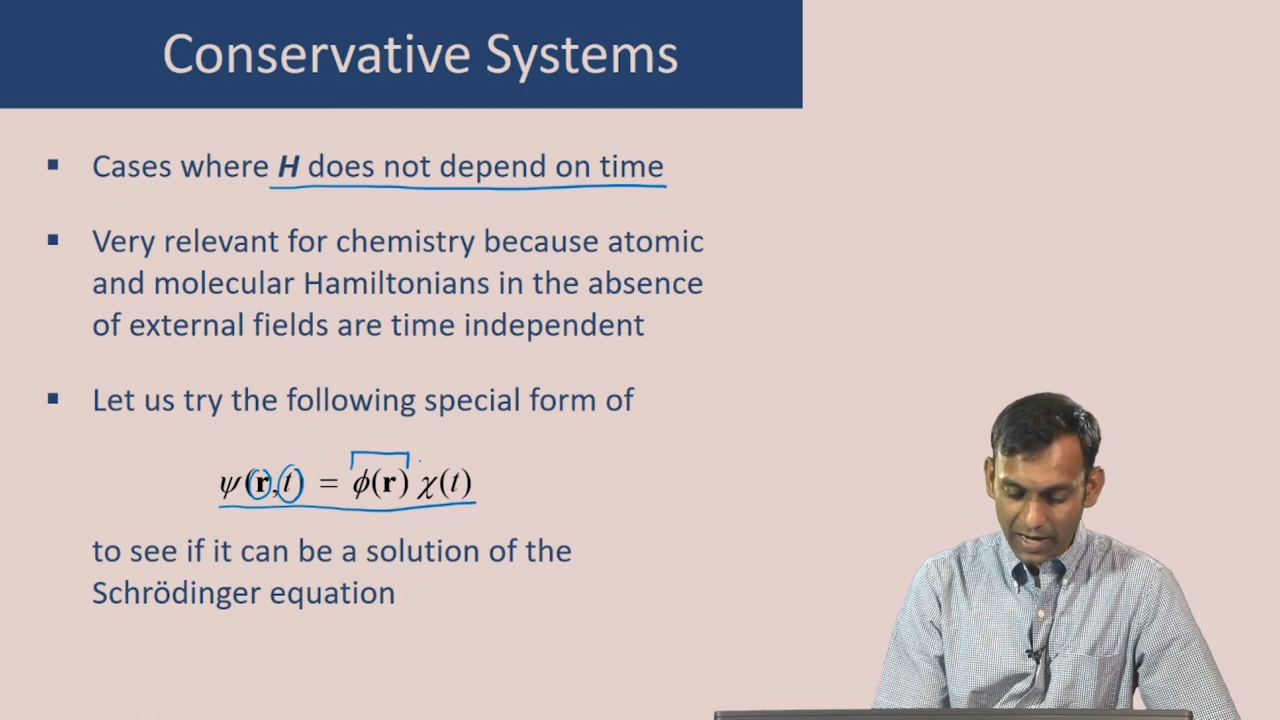 Conservative Systems
▪ Cases where H does not depend on time
▪ Very relevant for chemistry because atomic
and molecular Hamiltonians in the absence
of external fields are time independent
▪ Let us try the following special form of
ψ(r,t) = ϕ(r) χ(t)
to see if it can be a solution of the
Schrödinger equation